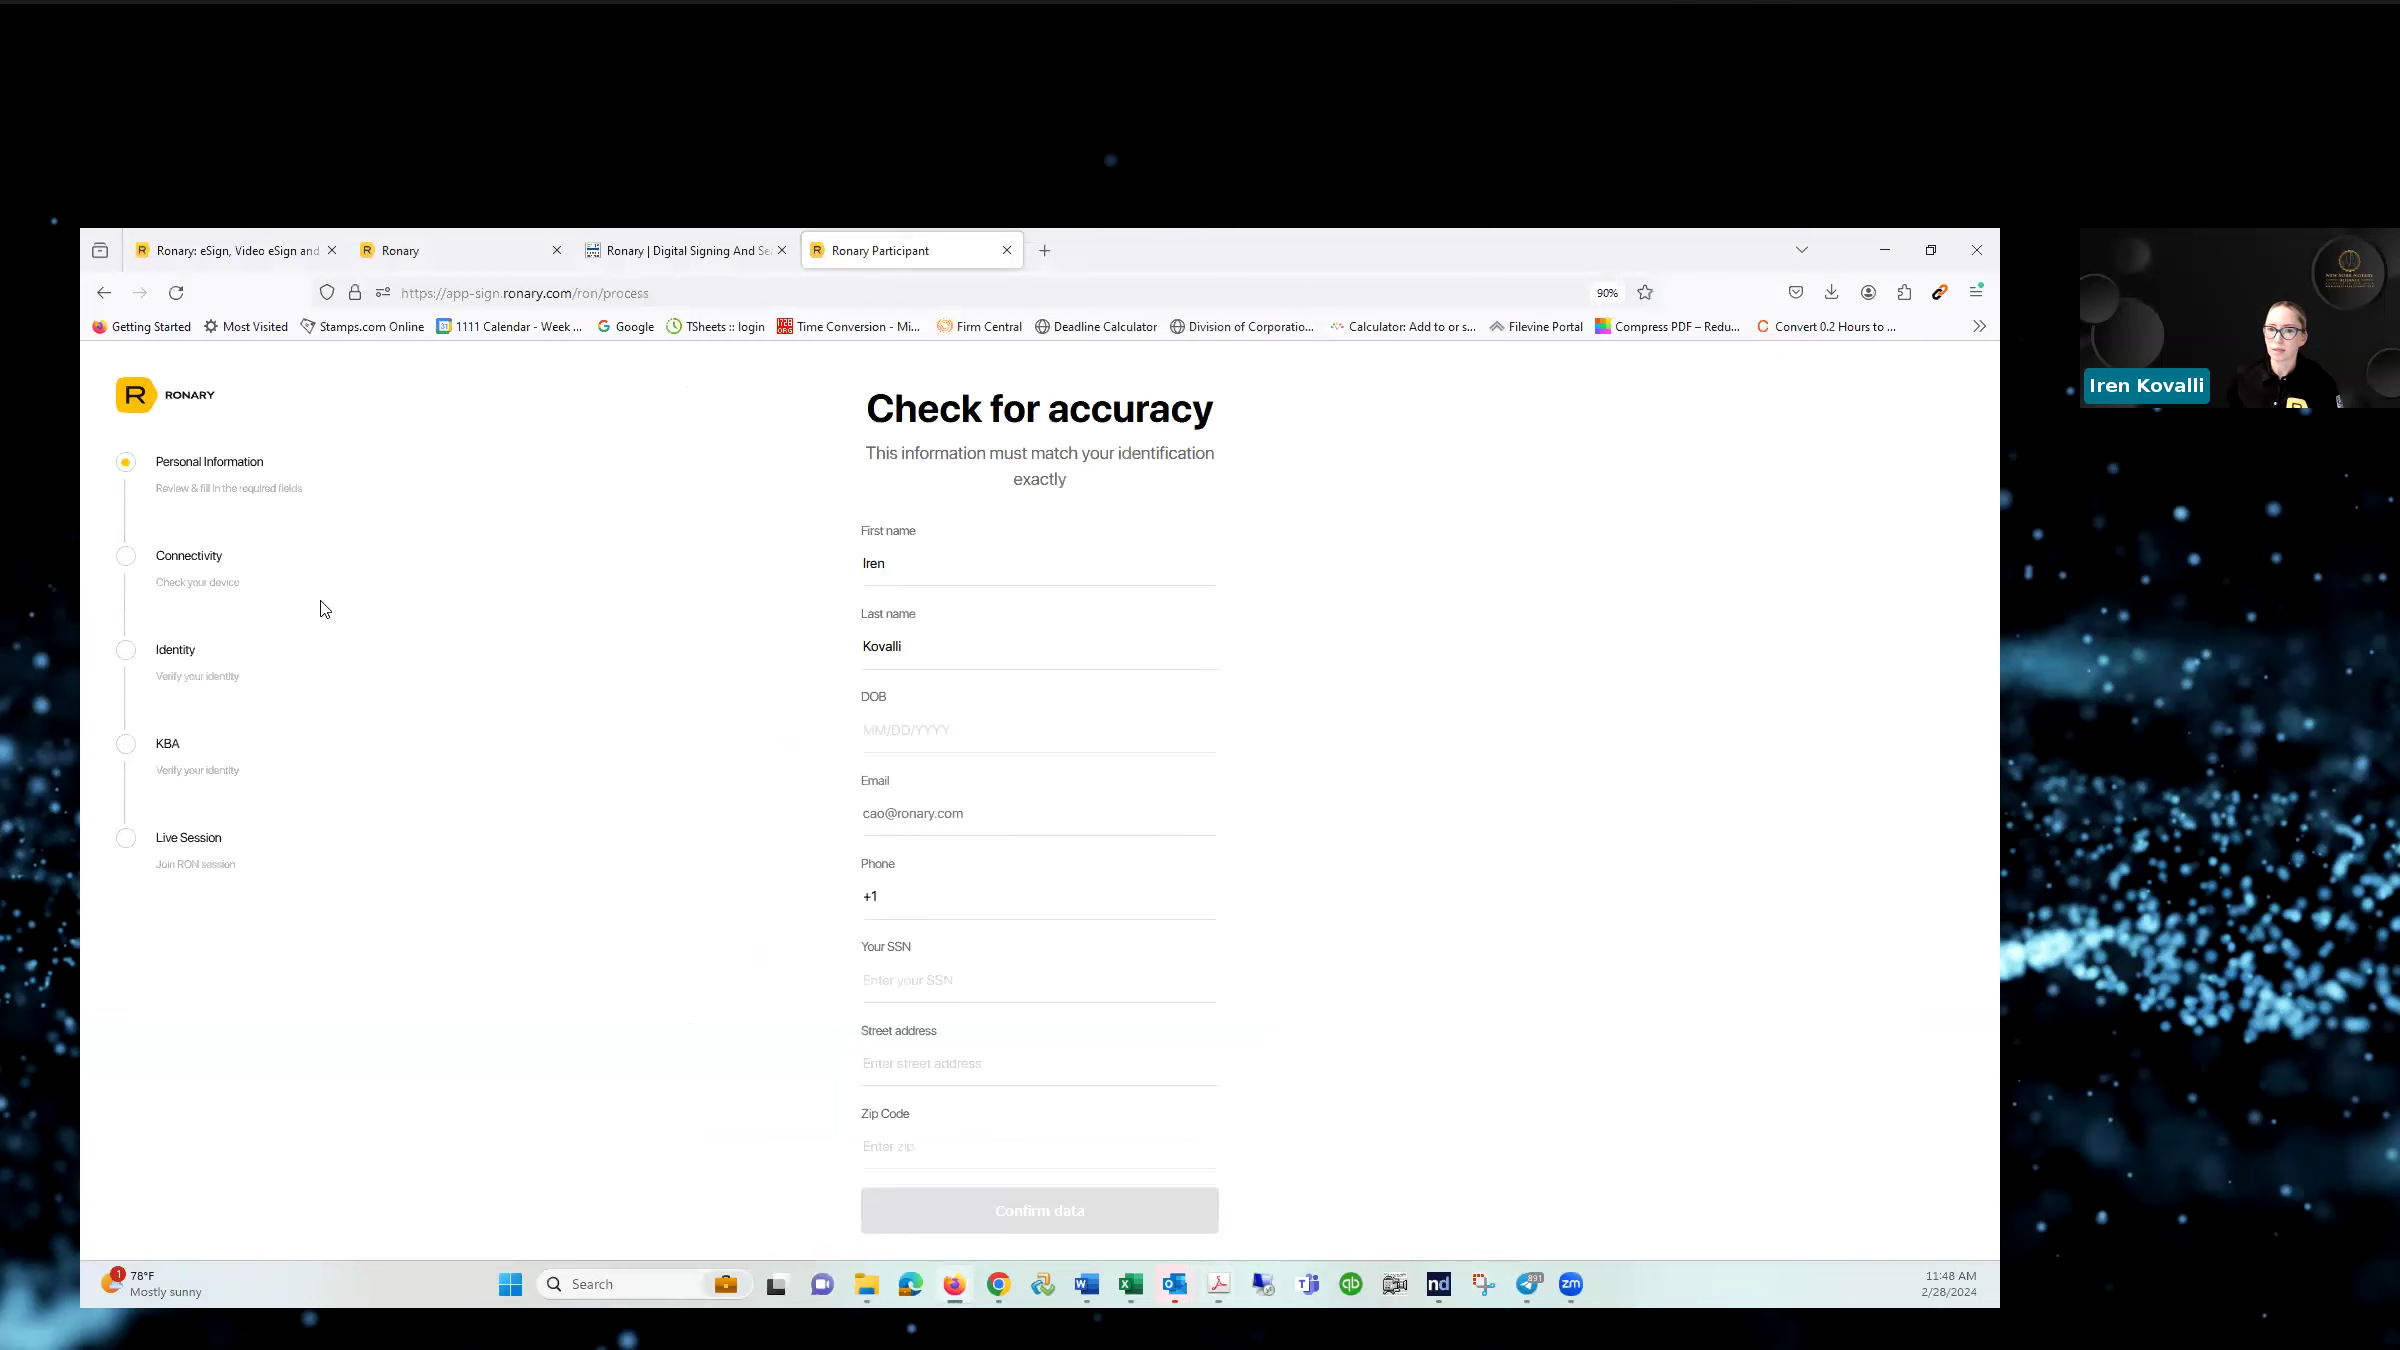 Ronary: eSign, Video eSign and
Ronary
Ronary | Digital Signing And Se
Ronary Participant
https://app-sign.ronary.com/ron/process
90%
Getting Started
Most Visited
Stamps.com Online
1111 Calendar - Week ...
Google
TSheets :: login
Time Conversion - Mi...
Firm Central
Deadline Calculator
Division of Corporatio...
Calculator: Add to or s...
Filevine Portal
Compress PDF – Redu...
Convert 0.2 Hours to ...
Iren Kovalli
R RONARY
Personal Information
Review & fill in the required fields
Connectivity
Check your device
Identity
Verify your identity
KBA
Verify your identity
Live Session
Join RON session
Check for accuracy
This information must match your identification
exactly
First name
Iren
Last name
Kovalli
DOB
MM/DD/YYYY
Email
cao@ronary.com
Phone
+1
Your SSN
Enter your SSN
Street address
Enter street address
Zip Code
Enter zip
Confirm data
1
78°F
Mostly sunny
Search
891
11:48 AM
2/28/2024